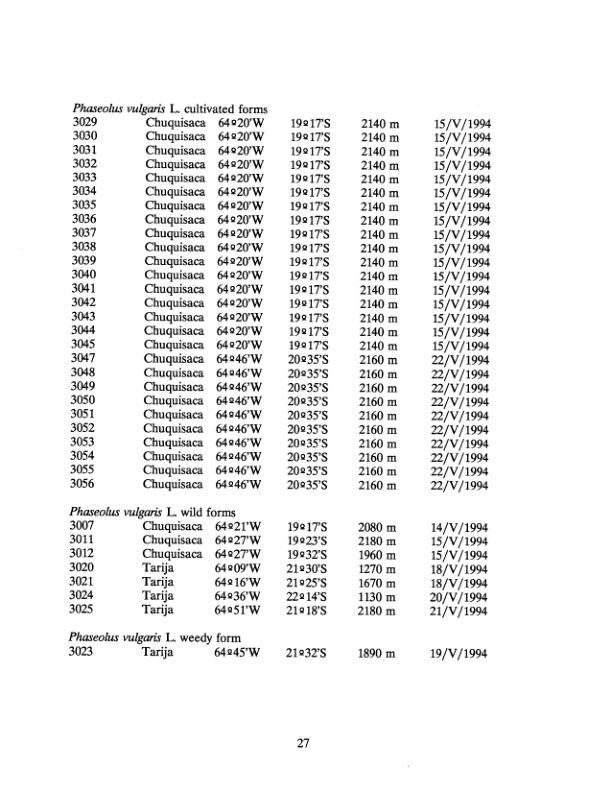 Phaseolus vulgaris L. cultivated forms
3029 Chuquisaca 64º20'W 19º17'S 2140 m 15/V/1994
3030 Chuquisaca 64º20'W 19º17'S 2140 m 15/V/1994
3031 Chuquisaca 64º20'W 19º17'S 2140 m 15/V/1994
3032 Chuquisaca 64º20'W 19º17'S 2140 m 15/V/1994
3033 Chuquisaca 64º20'W 19º17'S 2140 m 15/V/1994
3034 Chuquisaca 64º20'W 19º17'S 2140 m 15/V/1994
3035 Chuquisaca 64º20'W 19º17'S 2140 m 15/V/1994
3036 Chuquisaca 64º20'W 19º17'S 2140 m 15/V/1994
3037 Chuquisaca 64º20'W 19º17'S 2140 m 15/V/1994
3038 Chuquisaca 64º20'W 19º17'S 2140 m 15/V/1994
3039 Chuquisaca 64º20'W 19º17'S 2140 m 15/V/1994
3040 Chuquisaca 64º20'W 19º17'S 2140 m 15/V/1994
3041 Chuquisaca 64º20'W 19º17'S 2140 m 15/V/1994
3042 Chuquisaca 64º20'W 19º17'S 2140 m 15/V/1994
3043 Chuquisaca 64º20'W 19º17'S 2140 m 15/V/1994
3044 Chuquisaca 64º20'W 19º17'S 2140 m 15/V/1994
3045 Chuquisaca 64º20'W 19º17'S 2140 m 15/V/1994
3047 Chuquisaca 64º46'W 20º35'S 2160 m 22/V/1994
3048 Chuquisaca 64º46'W 20º35'S 2160 m 22/V/1994
3049 Chuquisaca 64º46'W 20º35'S 2160 m 22/V/1994
3050 Chuquisaca 64º46'W 20º35'S 2160 m 22/V/1994
3051 Chuquisaca 64º46'W 20º35'S 2160 m 22/V/1994
3052 Chuquisaca 64º46'W 20º35'S 2160 m 22/V/1994
3053 Chuquisaca 64º46'W 20º35'S 2160 m 22/V/1994
3054 Chuquisaca 64º46'W 20º35'S 2160 m 22/V/1994
3055 Chuquisaca 64º46'W 20º35'S 2160 m 22/V/1994
3056 Chuquisaca 64º46'W 20º35'S 2160 m 22/V/1994
Phaseolus vulgaris L. wild forms
3007 Chuquisaca 64º21'W 19º17'S 2080 m 14/V/1994
3011 Chuquisaca 64º27'W 19º23'S 2180 m 15/V/1994
3012 Chuquisaca 64º27'W 19º32'S 1960 m 15/V/1994
3020 Tarija 64º09'W 21º30'S 1270 m 18/V/1994
3021 Tarija 64º16'W 21º25'S 1670 m 18/V/1994
3024 Tarija 64º36'W 22º14'S 1130 m 20/V/1994
3025 Tarija 64º51'W 21º18'S 2180 m 21/V/1994
Phaseolus vulgaris L. weedy form
3023 Tarija 64º45'W 21º32'S 1890 m 19/V/1994
27